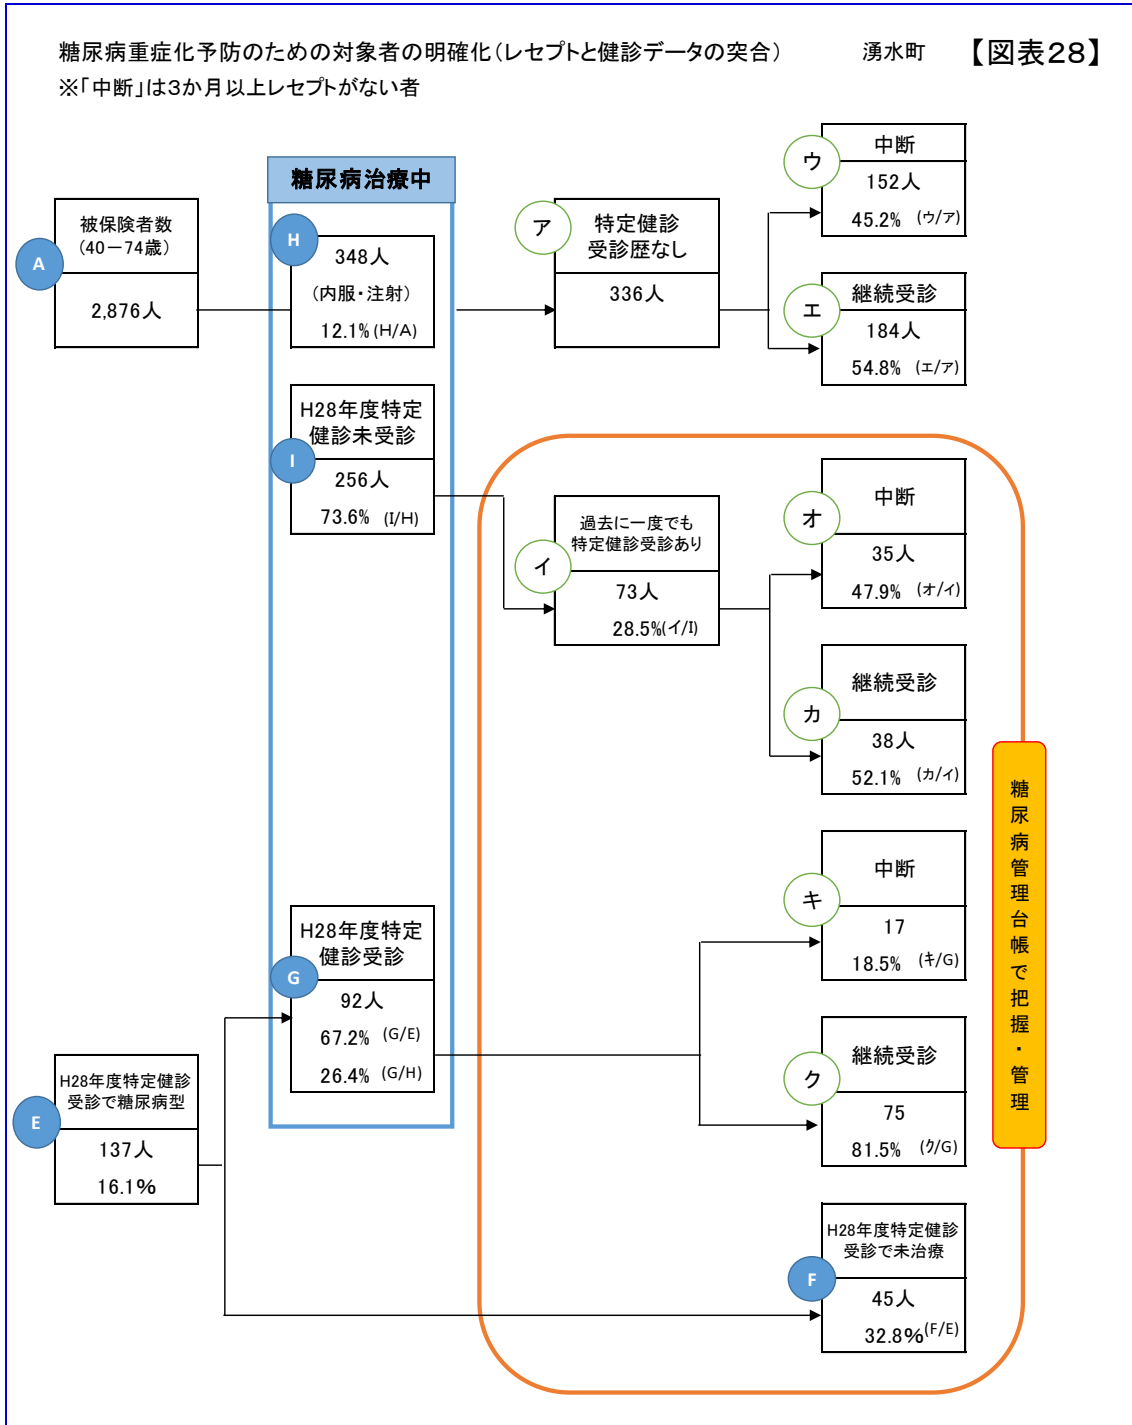 糖尿病重症化予防のための対象者の明確化(レセプトと健診データの突合)
湧水町
【図表28】
※「中断」は3か月以上レセプトがない者
糖尿病治療中
A
被保険者数
(40－74歳)
2,876人
H
348人
(内服・注射)
12.1% (H/A)
ア
特定健診
受診歴なし
336人
ウ
中断
152人
45.2% (ウ/ア)
エ
継続受診
184人
54.8% (エ/ア)
I
H28年度特定
健診未受診
256人
73.6% (I/H)
イ
過去に一度でも
特定健診受診あり
73人
28.5%(イ/I)
オ
中断
35人
47.9% (オ/イ)
カ
継続受診
38人
52.1% (カ/イ)
糖尿病管理台帳で把握・管理
G
H28年度特定
健診受診
92人
67.2% (G/E)
26.4% (G/H)
キ
中断
17
18.5% (キ/G)
ク
継続受診
75
81.5% (ク/G)
E
H28年度特定健診
受診で糖尿病型
137人
16.1%
F
H28年度特定健診
受診で未治療
45人
32.8%(F/E)